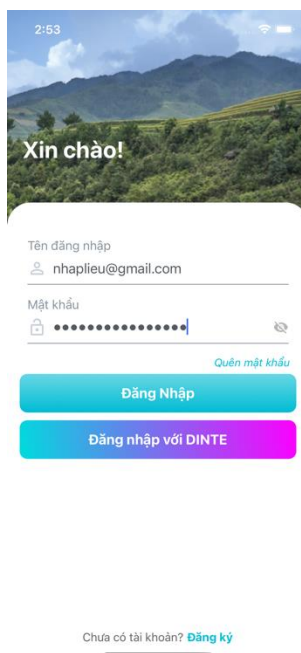 2:53
Xin chào!
Tên đăng nhập
nhaplieu@gmail.com
Mật khẩu
••••••••••••••••
Quên mật khẩu
Đăng Nhập
Đăng nhập với DINTE
Chưa có tài khoản? Đăng ký